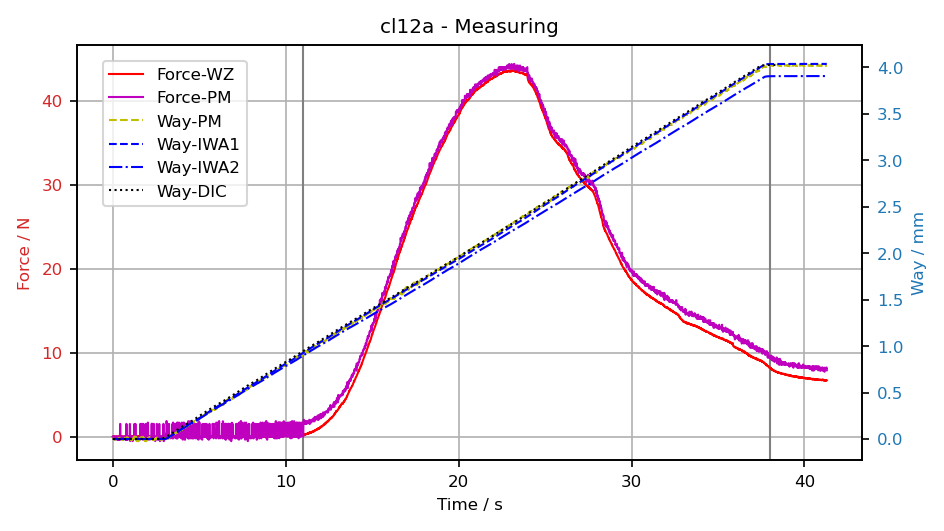 cl12a - Measuring
Force-WZ
Force-PM
Way-PM
Way-IWA1
Way-IWA2
Way-DIC
Force / N
40
30
20
10
0
Way / mm
4.0
3.5
3.0
2.5
2.0
1.5
1.0
0.5
0.0
0 10 20 30 40
Time / s